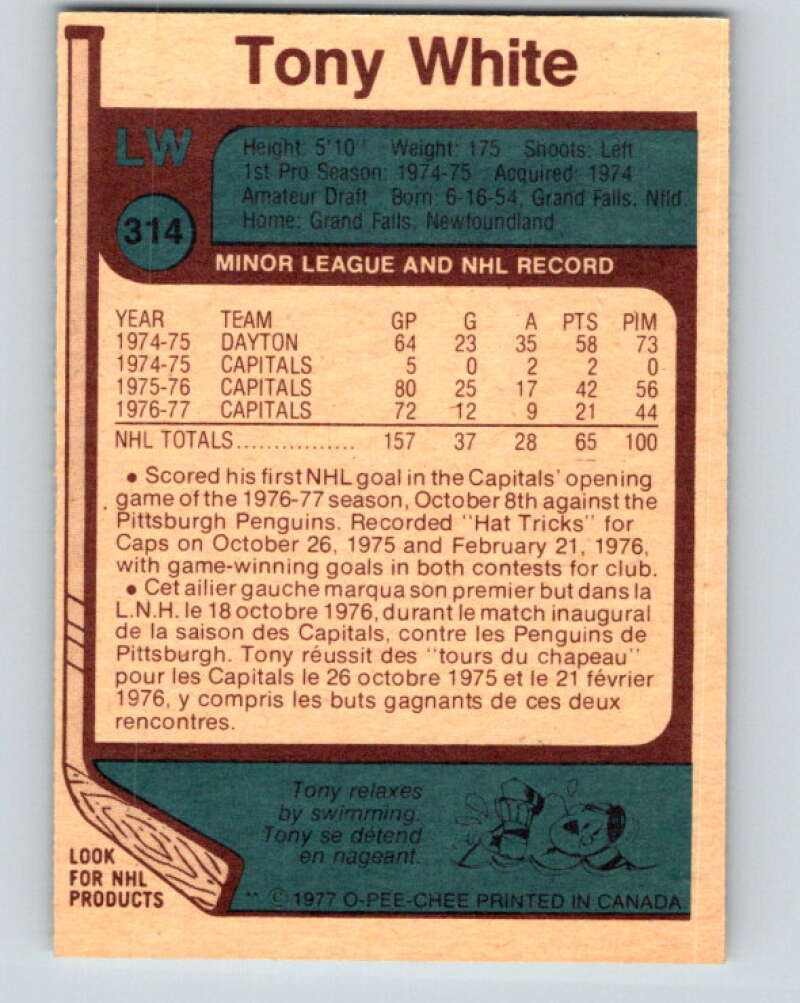 Tony White
LW
314
Height: 5'10" Weight: 175 Shoots: Left
1st Pro Season: 1974-75 Acquired: 1974
Amateur Draft Born: 6-16-54, Grand Falls, Nfld.
Home: Grand Falls, Newfoundland
MINOR LEAGUE AND NHL RECORD
YEAR TEAM GP G A PTS PIM
1974-75 DAYTON 64 23 35 58 73
1974-75 CAPITALS 5 0 2 2 0
1975-76 CAPITALS 80 25 17 42 56
1976-77 CAPITALS 72 12 9 21 44
NHL TOTALS................ 157 37 28 65 100
• Scored his first NHL goal in the Capitals' opening
game of the 1976-77 season, October 8th against the
Pittsburgh Penguins. Recorded "Hat Tricks" for
Caps on October 26, 1975 and February 21, 1976,
with game-winning goals in both contests for club.
• Cet ailier gauche marqua son premier but dans la
L.N.H. le 18 octobre 1976, durant le match inaugural
de la saison des Capitals, contre les Penguins de
Pittsburgh. Tony réussit des "tours du chapeau"
pour les Capitals le 26 octobre 1975 et le 21 février
1976, y compris les buts gagnants de ces deux
rencontres.
Tony relaxes
by swimming.
Tony se détend
en nageant.
LOOK
FOR NHL
PRODUCTS
** © 1977 O-PEE-CHEE PRINTED IN CANADA